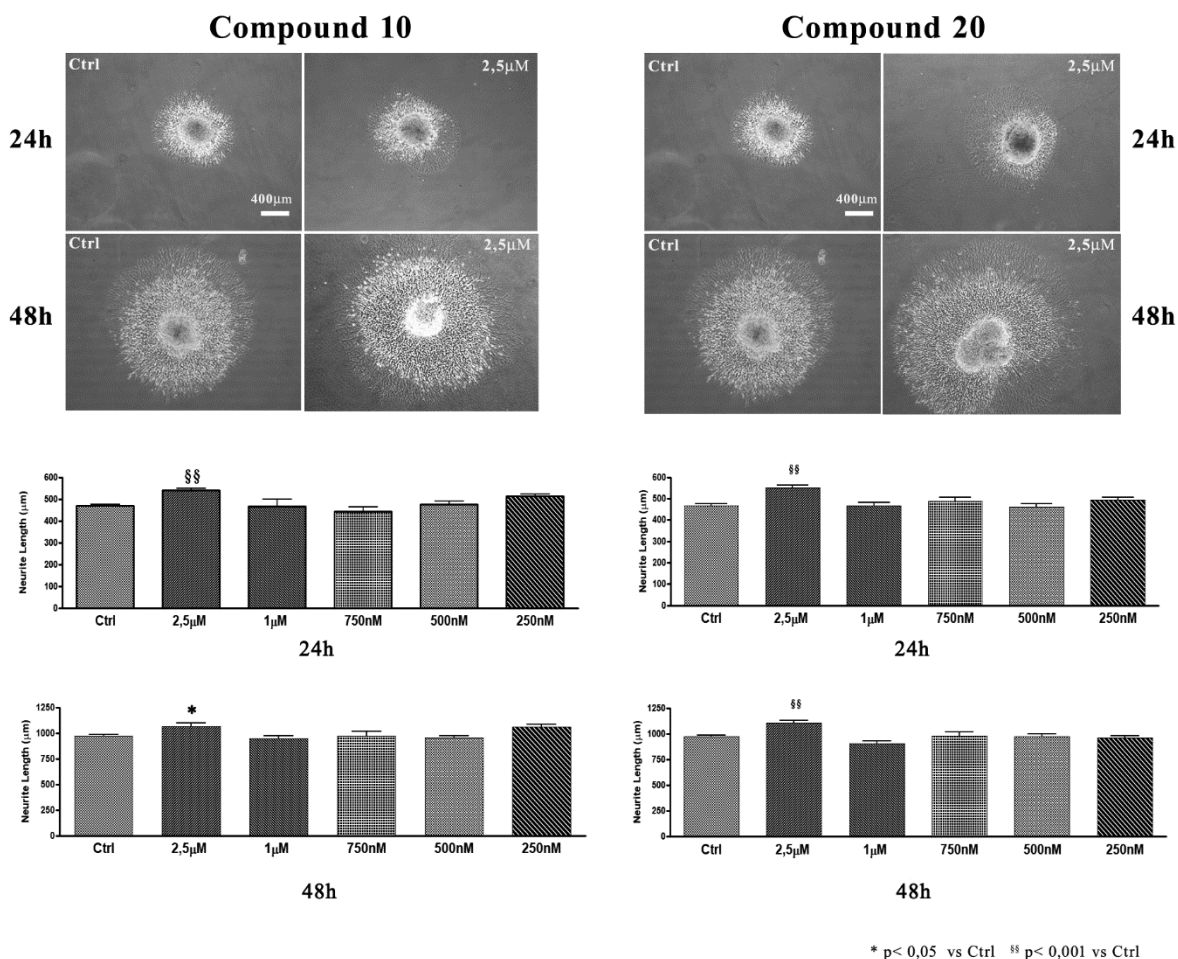 Compound 10
Compound 20
Ctrl
2,5μM
Ctrl
2,5μM
24h
24h
400μm
400μm
Ctrl
2,5μM
Ctrl
2,5μM
48h
48h
Neurite Length (μm)
600
500
400
300
200
100
0
§§
Ctrl 2,5μM 1μM 750nM 500nM 250nM
24h
Neurite Length (μm)
600
500
400
300
200
100
0
§§
Ctrl 2,5μM 1μM 750nM 500nM 250nM
24h
Neurite Length (μm)
1250
1000
750
500
250
0
*
Ctrl 2,5μM 1μM 750nM 500nM 250nM
48h
Neurite Length (μm)
1250
1000
750
500
250
0
§§
Ctrl 2,5μM 1μM 750nM 500nM 250nM
48h
* p< 0,05 vs Ctrl §§ p< 0,001 vs Ctrl